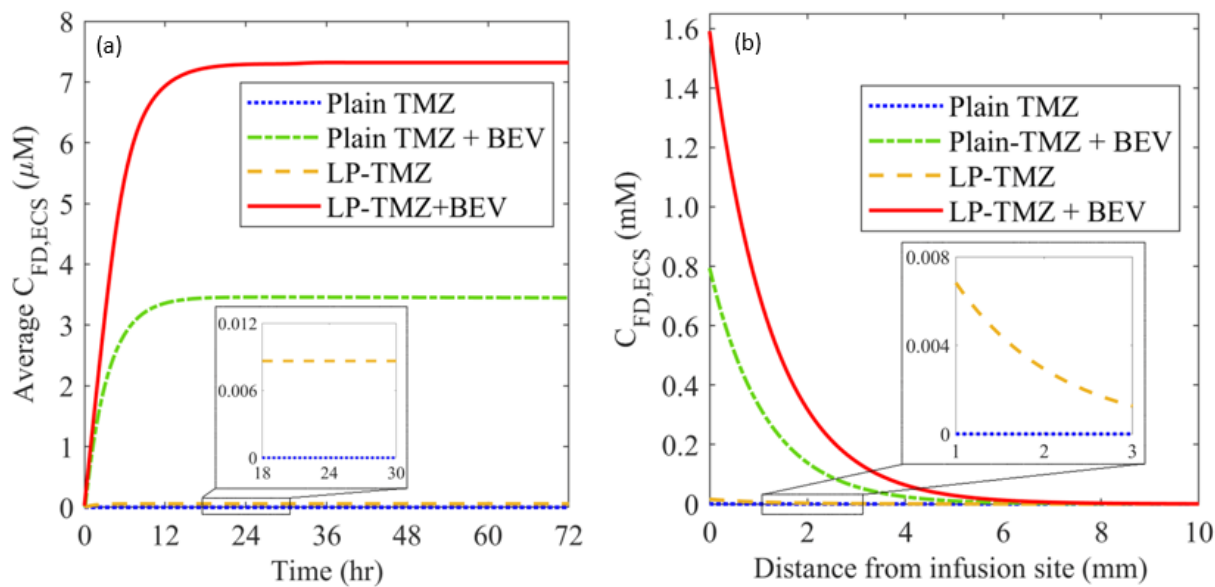 (a)
8
7
6
5
4
3
2
1
0
Average C_FD,ECS (μM)
Plain TMZ
Plain TMZ + BEV
LP-TMZ
LP-TMZ+BEV
0.012
0.006
0
18 24 30
0 12 24 36 48 60 72
Time (hr)
(b)
1.6
1.4
1.2
1.0
0.8
0.6
0.4
0.2
0
C_FD,ECS (mM)
Plain TMZ
Plain-TMZ + BEV
LP-TMZ
LP-TMZ + BEV
0.008
0.004
0
1 2 3
0 2 4 6 8 10
Distance from infusion site (mm)